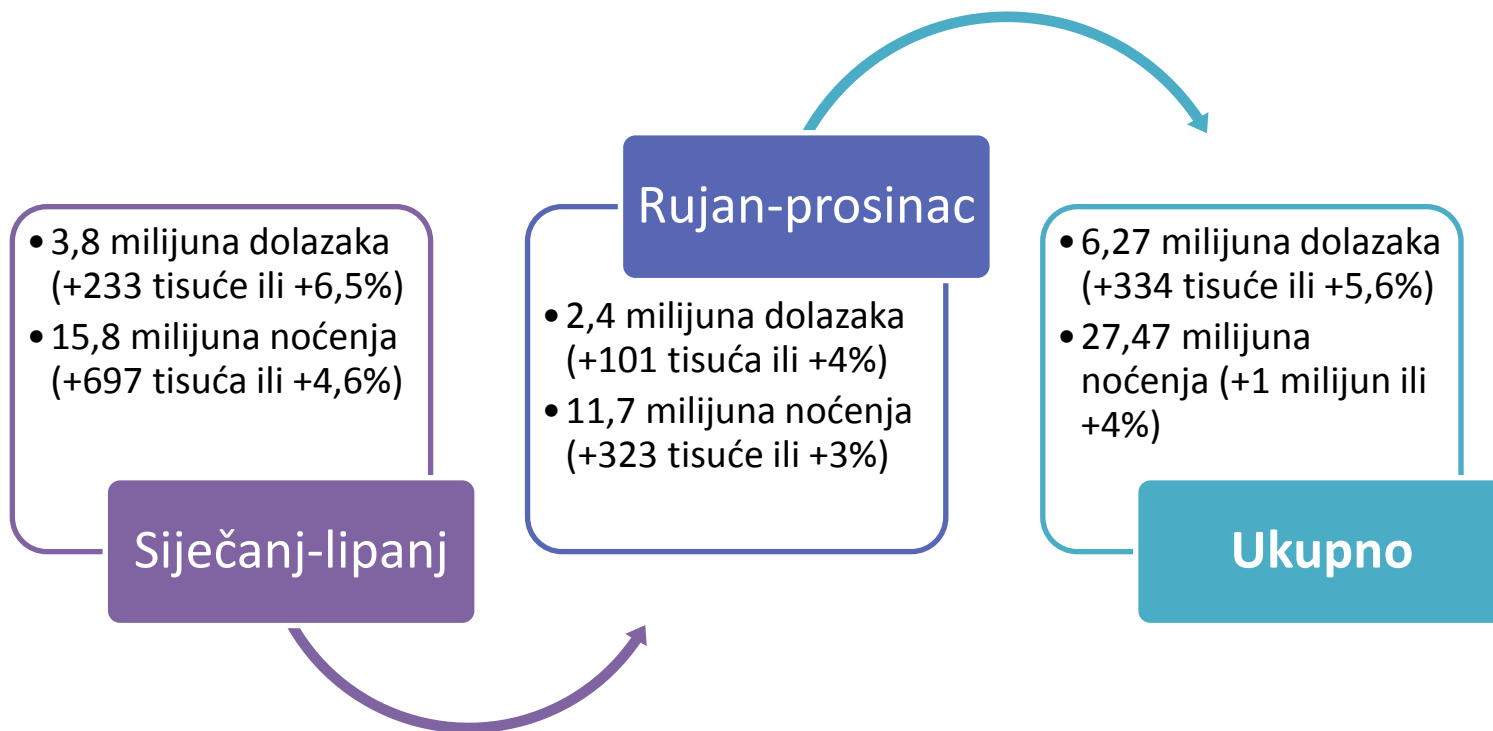 • 3,8 milijuna dolazaka
(+233 tisuće ili +6,5%)
• 15,8 milijuna noćenja
(+697 tisuća ili +4,6%)
Siječanj-lipanj
Rujan-prosinac
• 2,4 milijuna dolazaka
(+101 tisuća ili +4%)
• 11,7 milijuna noćenja
(+323 tisuće ili +3%)
• 6,27 milijuna dolazaka
(+334 tisuće ili +5,6%)
• 27,47 milijuna
noćenja (+1 milijun ili
+4%)
Ukupno